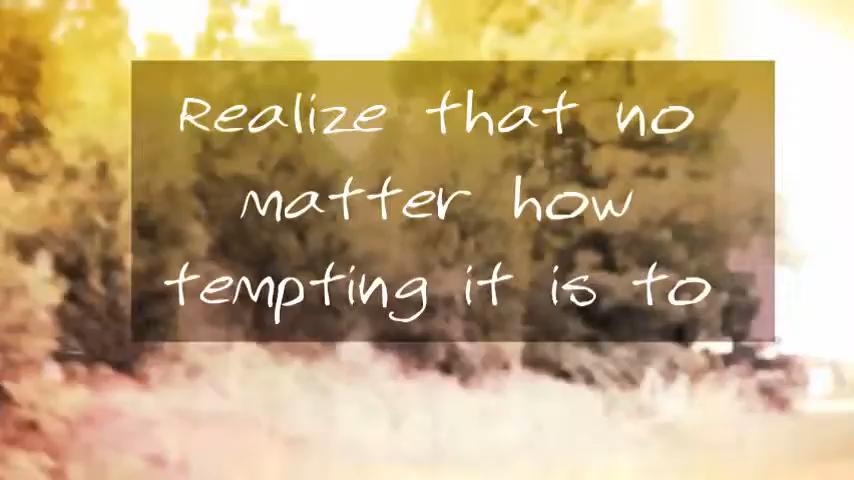 Realize that no
matter how
tempting it is to